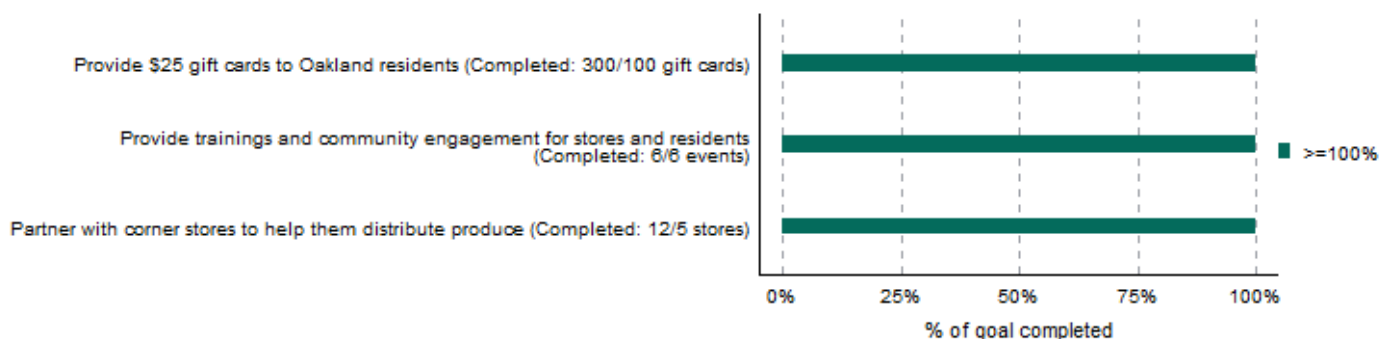 Provide $25 gift cards to Oakland residents (Completed: 300/100 gift cards)
Provide trainings and community engagement for stores and residents
(Completed: 6/6 events)
Partner with corner stores to help them distribute produce (Completed: 12/5 stores)
>=100%
0% 25% 50% 75% 100%
% of goal completed